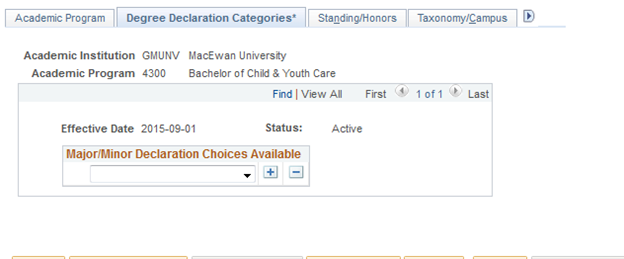 Academic Program Degree Declaration Categories* Standing/Honors Taxonomy/Campus
Academic Institution GMUNV MacEwan University
Academic Program 4300 Bachelor of Child & Youth Care
Find | View All First 1 of 1 Last
Effective Date 2015-09-01 Status: Active
Major/Minor Declaration Choices Available